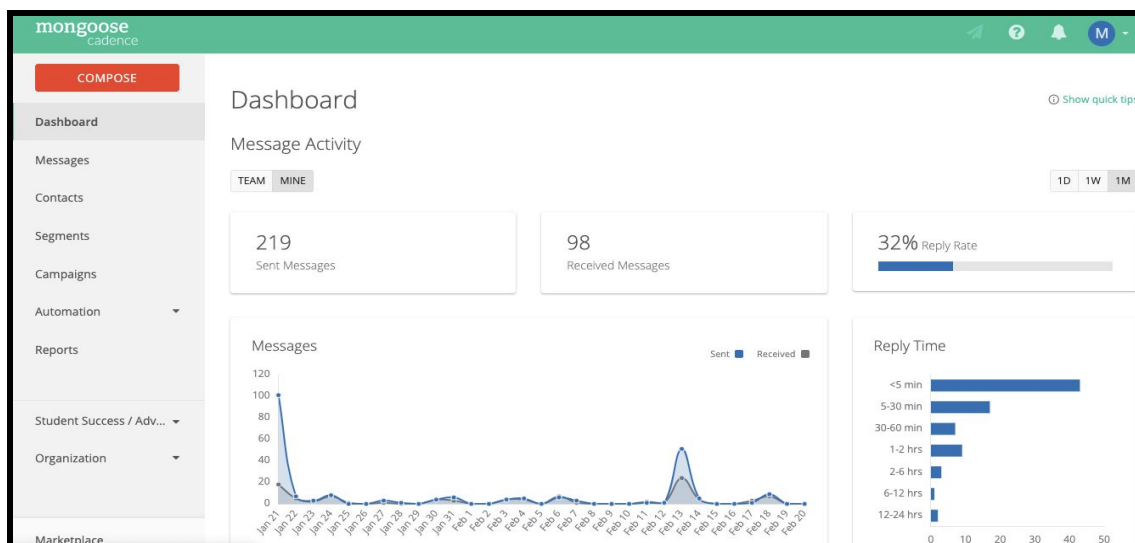 mongoose
cadence
M
COMPOSE
Dashboard
Messages
Contacts
Segments
Campaigns
Automation
Reports
Student Success / Adv...
Organization
Marketplace
Dashboard
Show quick tips
Message Activity
TEAM MINE
1D 1W 1M
219
Sent Messages
98
Received Messages
32% Reply Rate
Messages
Sent Received
120
100
80
60
40
20
0
Jan 21 Jan 22 Jan 23 Jan 24 Jan 25 Jan 26 Jan 27 Jan 28 Jan 29 Jan 30 Jan 31 Feb 1 Feb 2 Feb 3 Feb 4 Feb 5 Feb 6 Feb 7 Feb 8 Feb 9 Feb 10 Feb 11 Feb 12 Feb 13 Feb 14 Feb 15 Feb 16 Feb 17 Feb 18 Feb 19 Feb 20
Reply Time
<5 min
5-30 min
30-60 min
1-2 hrs
2-6 hrs
6-12 hrs
12-24 hrs
0 10 20 30 40 50